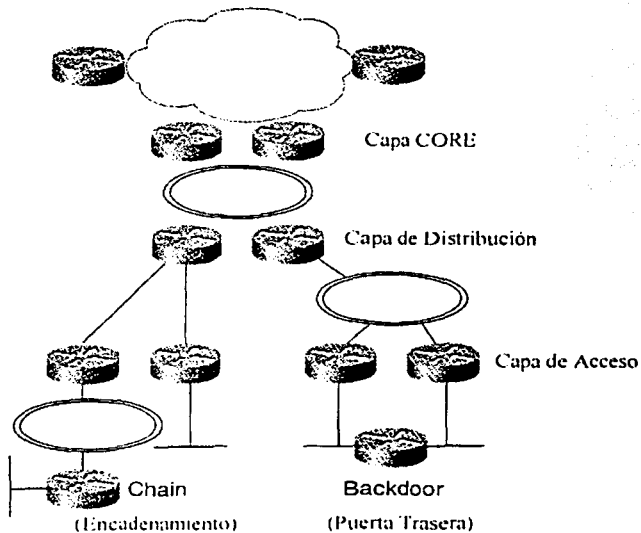 Capa CORE
Capa de Distribución
Capa de Acceso
Chain
Backdoor
(Encadenamiento)
(Puerta Trasera)